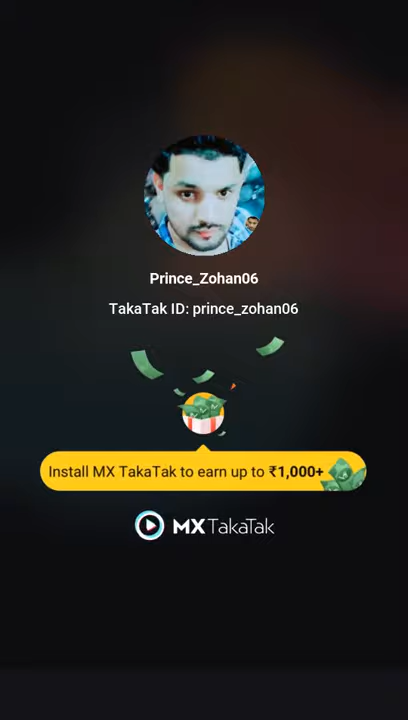 Prince_Zohan06
TakaTak ID: prince_zohan06
Install MX TakaTak to earn up to ₹1,000+
MX TakaTak